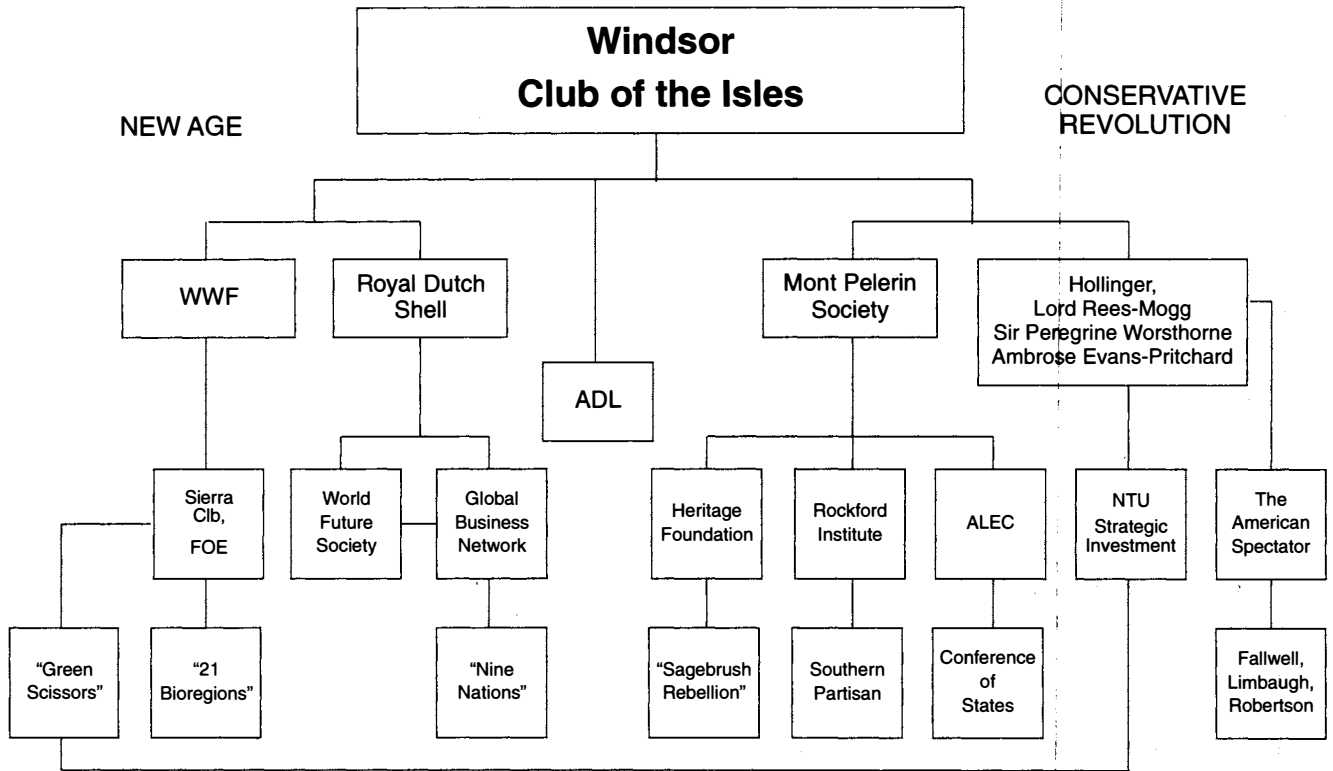 Windsor
Club of the Isles
NEW AGE
CONSERVATIVE
REVOLUTION
WWF
Royal Dutch
Shell
ADL
Mont Pelerin
Society
Hollinger,
Lord Rees-Mogg
Sir Peregrine Worsthorne
Ambrose Evans-Pritchard
Sierra
Clb,
FOE
World
Future
Society
Global
Business
Network
Heritage
Foundation
Rockford
Institute
ALEC
NTU
Strategic
Investment
The
American
Spectator
“Green
Scissors”
“21
Bioregions”
“Nine
Nations”
“Sagebrush
Rebellion”
Southern
Partisan
Conference
of
States
Fallwell,
Limbaugh,
Robertson